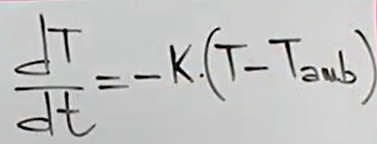 dT/dt = -K.(T - Tamb)